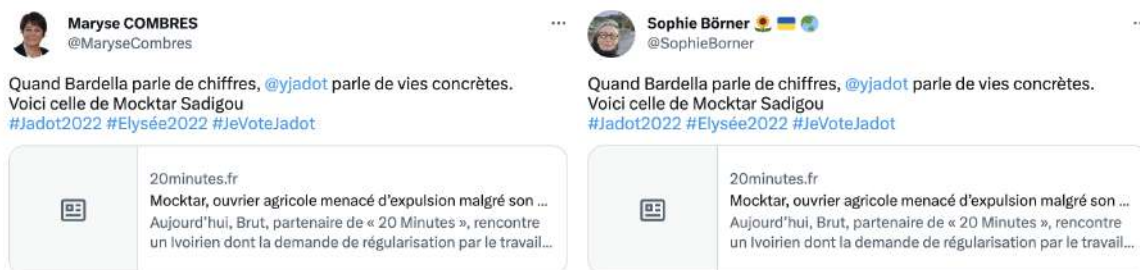 Maryse COMBRES
@MaryseCombres
Quand Bardella parle de chiffres, @yjadot parle de vies concrètes.
Voici celle de Mocktar Sadigou
#Jadot2022 #Elysée2022 #JeVoteJadot
20minutes.fr
Mocktar, ouvrier agricole menacé d'expulsion malgré son ...
Aujourd'hui, Brut, partenaire de « 20 Minutes », rencontre
un Ivoirien dont la demande de régularisation par le travail...
Sophie Börner 🌻 🇺🇦 🌍
@SophieBorner
Quand Bardella parle de chiffres, @yjadot parle de vies concrètes.
Voici celle de Mocktar Sadigou
#Jadot2022 #Elysée2022 #JeVoteJadot
20minutes.fr
Mocktar, ouvrier agricole menacé d'expulsion malgré son ...
Aujourd'hui, Brut, partenaire de « 20 Minutes », rencontre
un Ivoirien dont la demande de régularisation par le travail...